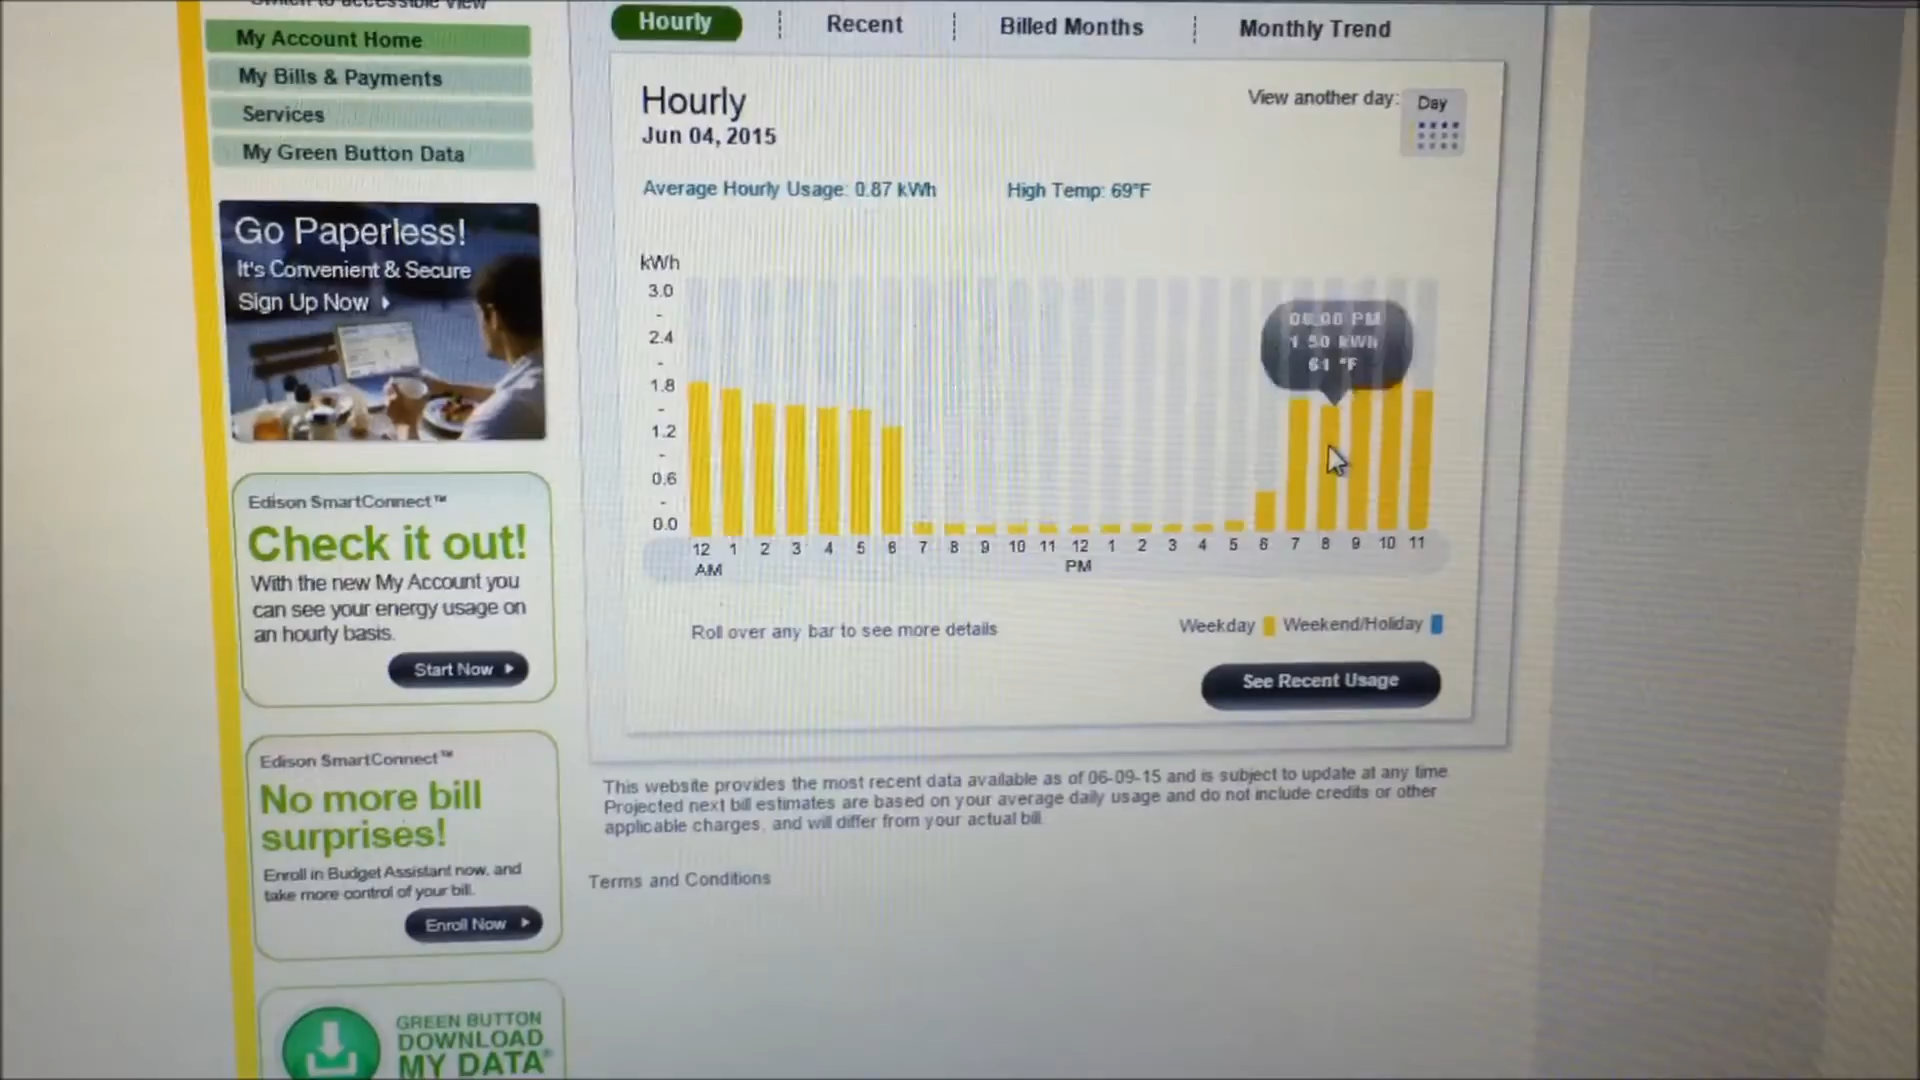 Switch to accessible view
My Account Home
My Bills & Payments
Services
My Green Button Data
Go Paperless!
It's Convenient & Secure
Sign Up Now
Edison SmartConnect™
Check it out!
With the new My Account you
can see your energy usage on
an hourly basis.
Start Now
Edison SmartConnect™
No more bill
surprises!
Enroll in Budget Assistant now, and
take more control of your bill.
Enroll Now
GREEN BUTTON
DOWNLOAD
MY DATA®
Hourly Recent Billed Months Monthly Trend
Hourly
Jun 04, 2015
View another day: Day
Average Hourly Usage: 0.87 kWh High Temp: 69°F
kWh
3.0
-
2.4
-
1.8
-
1.2
-
0.6
-
0.0
PM
1.50 kWh
61 °F
12 1 2 3 4 5 6 7 8 9 10 11 12 1 2 3 4 5 6 7 8 9 10 11
AM PM
Roll over any bar to see more details
Weekday Weekend/Holiday
See Recent Usage
This website provides the most recent data available as of 06-09-15 and is subject to update at any time.
Projected next bill estimates are based on your average daily usage and do not include credits or other
applicable charges, and will differ from your actual bill.
Terms and Conditions